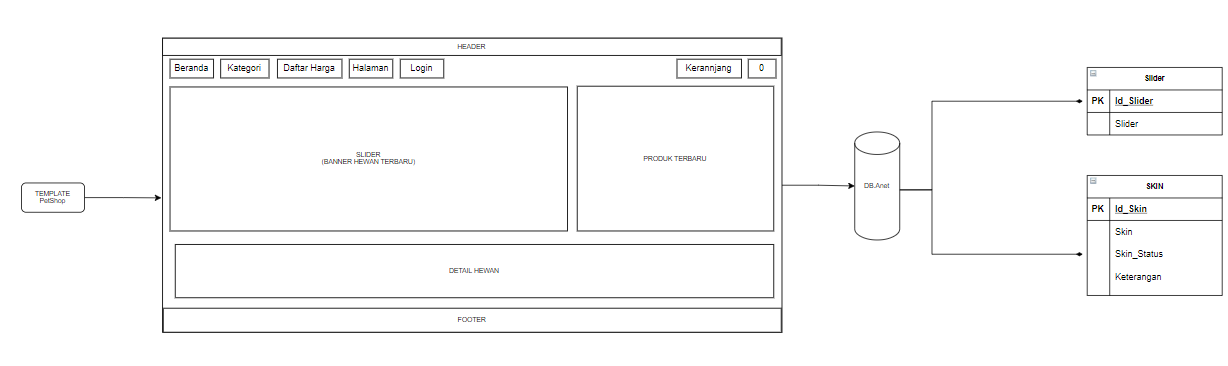 HEADER
Beranda
Kategori
Daftar Harga
Halaman
Login
Kerannjang
0
SLIDER
(BANNER HEWAN TERBARU)
PRODUK TERBARU
TEMPLATE
PetShop
DETAIL HEWAN
FOOTER
DB.Anet
Slider
PK Id_Slider
Slider
SKIN
PK Id_Skin
Skin
Skin_Status
Keterangan